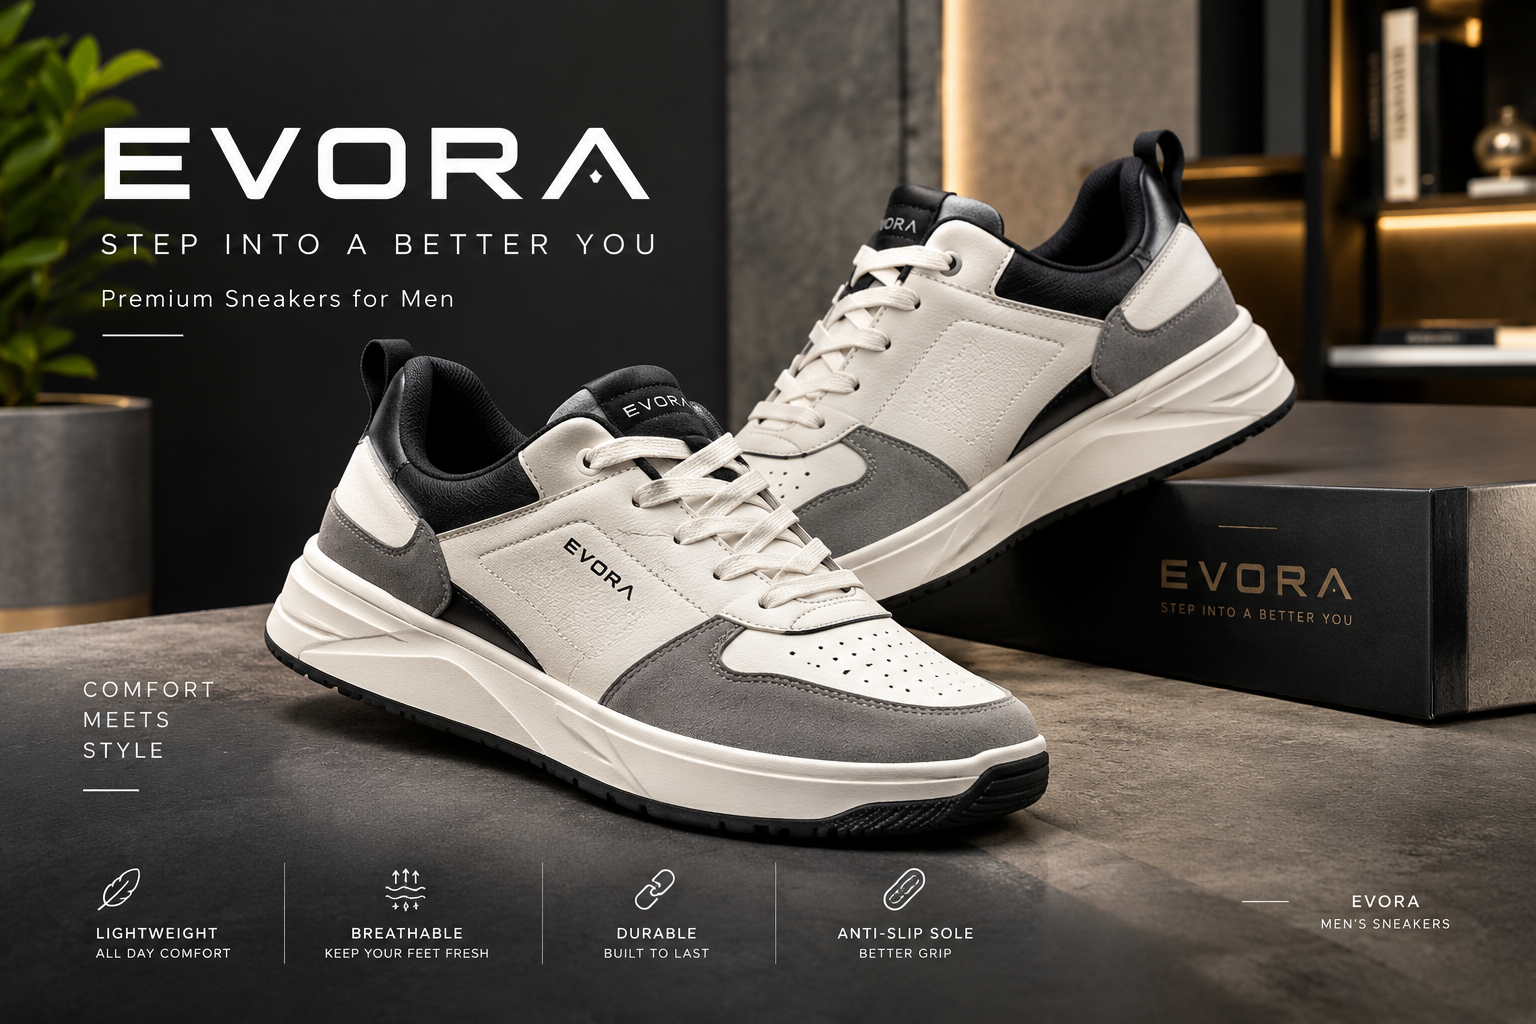 EVORA
STEP INTO A BETTER YOU
Premium Sneakers for Men
EVORA
EVORA
EVORA
STEP INTO A BETTER YOU
COMFORT
MEETS
STYLE
LIGHTWEIGHT
ALL DAY COMFORT
BREATHABLE
KEEP YOUR FEET FRESH
DURABLE
BUILT TO LAST
ANTI-SLIP SOLE
BETTER GRIP
EVORA
MEN'S SNEAKERS